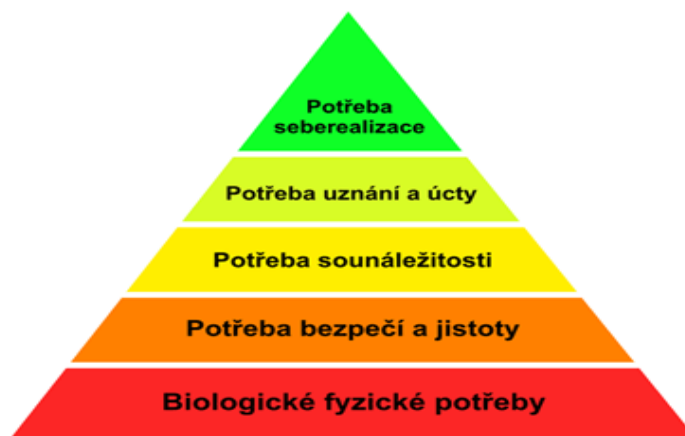 Potřeba
seberealizace
Potřeba uznání a úcty
Potřeba sounáležitosti
Potřeba bezpečí a jistoty
Biologické fyzické potřeby